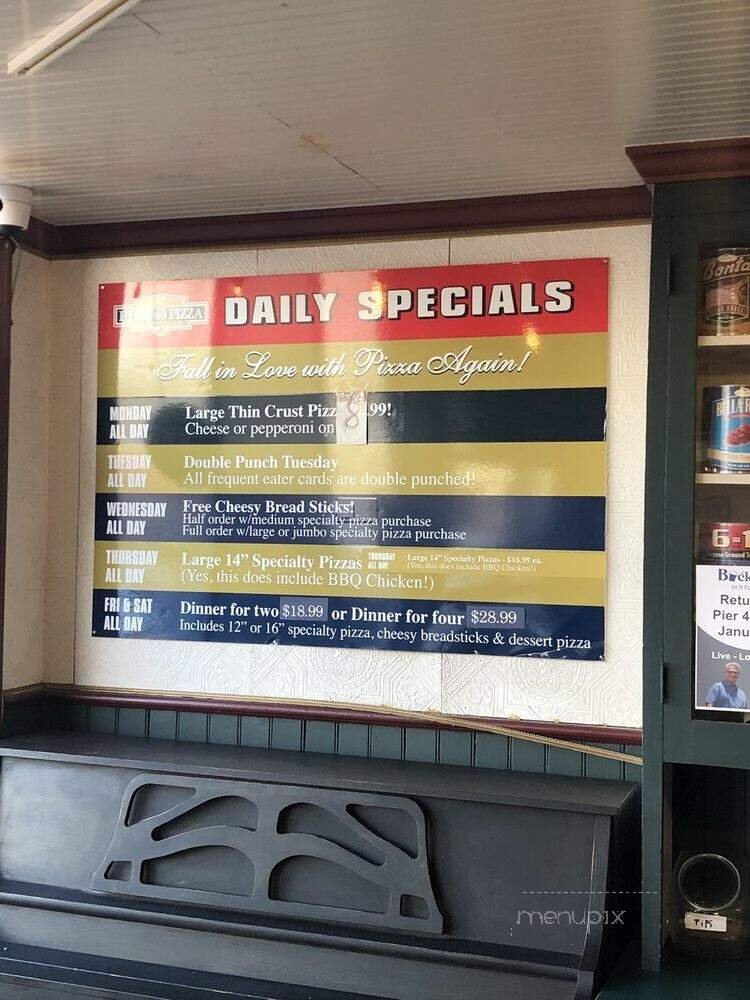 PIER 49 PIZZA
DAILY SPECIALS
Fall in Love with Pizza Again!
MONDAY
ALL DAY
Large Thin Crust Pizz 8 .99!
Cheese or pepperoni on
TUESDAY
ALL DAY
Double Punch Tuesday
All frequent eater cards are double punched!
WEDNESDAY
ALL DAY
Free Cheesy Bread Sticks!
Half order w/medium specialty pizza purchase
Full order w/large or jumbo specialty pizza purchase
THURSDAY
ALL DAY
Large 14” Specialty Pizzas
(Yes, this does include BBQ Chicken!)
THURSDAY
ALL DAY
Large 14” Specialty Pizzas - $16.99 ea.
(Yes, this does include BBQ Chicken!)
FRI & SAT
ALL DAY
Dinner for two $18.99 or Dinner for four $28.99
Includes 12” or 16” specialty pizza, cheesy breadsticks & dessert pizza
Bonta
6-1
In It F
Retu
Pier 4
Janu
Live - Lo
TIPS
menupix